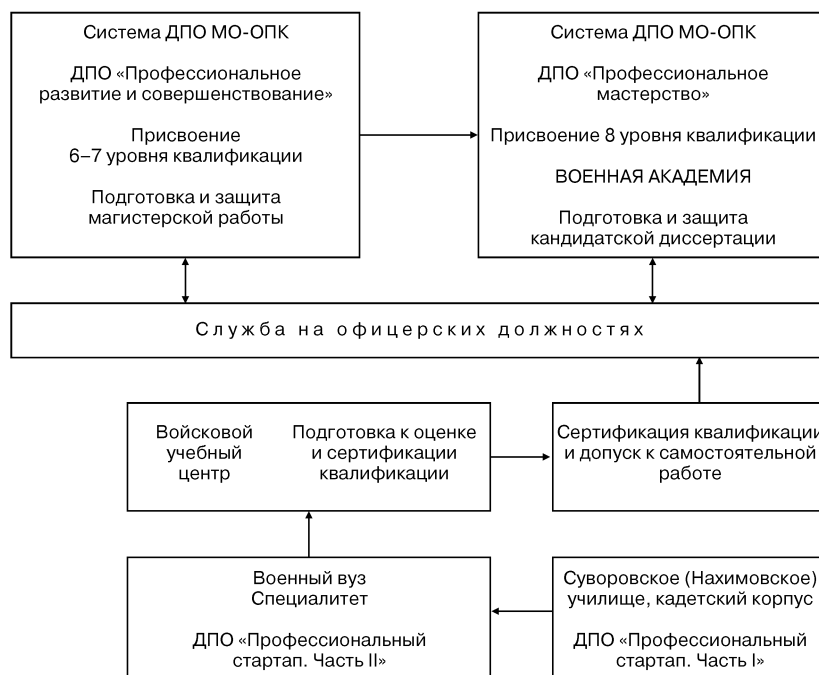 Система ДПО МО-ОПК
ДПО «Профессиональное
развитие и совершенствование»
Присвоение
6–7 уровня квалификации
Подготовка и защита
магистерской работы
Система ДПО МО-ОПК
ДПО «Профессиональное
мастерство»
Присвоение 8 уровня квалификации
ВОЕННАЯ АКАДЕМИЯ
Подготовка и защита
кандидатской диссертации
Служба на офицерских должностях
Войсковой
учебный
центр
Подготовка к оценке
и сертификации
квалификации
Сертификация квалификации
и допуск к самостоятельной
работе
Военный вуз
Специалитет
ДПО «Профессиональный
стартап. Часть II»
Суворовское (Нахимовское)
училище, кадетский корпус
ДПО «Профессиональный
стартап. Часть I»